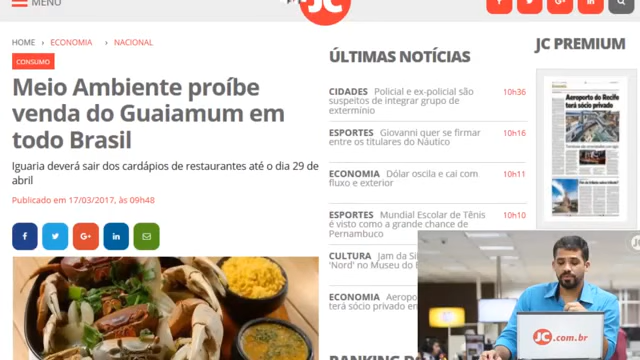 MENU
JC
HOME › ECONOMIA › NACIONAL
CONSUMO
Meio Ambiente proíbe
venda do Guaiamum em
todo Brasil
Iguaria deverá sair dos cardápios de restaurantes até o dia 29 de
abril
Publicado em 17/03/2017, às 09h48
ÚLTIMAS NOTÍCIAS
CIDADES Policial e ex-policial são
suspeitos de integrar grupo de
extermínio
10h36
ESPORTES Giovanni quer se firmar
entre os titulares do Náutico
10h16
ECONOMIA Dólar oscila e cai com
fluxo e exterior
10h11
ESPORTES Mundial Escolar de Tênis
é visto como a grande chance de
Pernambuco
10h10
CULTURA Jam da
'Nord' no Museu do
ECONOMIA
terá sócio privado
JC PREMIUM
Aeroporto do Recife
terá sócio privado
JC
JC.com.br